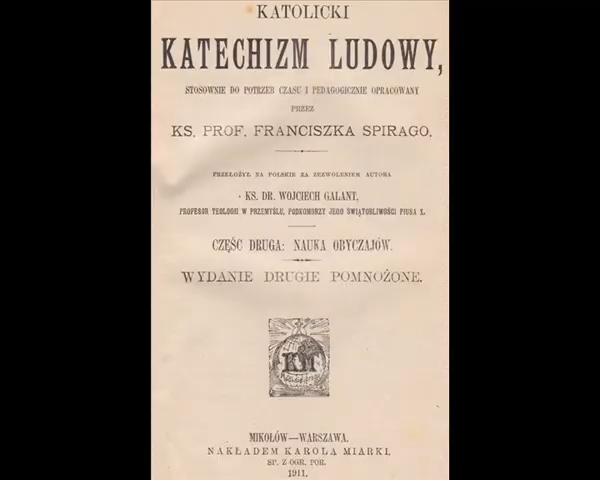 KATOLICKI
KATECHIZM LUDOWY,
STOSOWNIE DO POTRZEB CZASU I PEDAGOGICZNIE OPRACOWANY
PRZEZ
KS. PROF. FRANCISZKA SPIRAGO.
PRZEŁOŻYŁ NA POLSKIE ZA ZEZWOLENIEM AUTORA
KS. DR. WOJCIECH GALANT,
PROFESOR TEOLOGII W PRZEMYŚLU, PODKOMORZY JEGO ŚWIĄTOBLIWOŚCI PIUSA X.
CZĘŚĆ DRUGA: NAUKA OBYCZAJÓW.
WYDANIE DRUGIE POMNOŻONE.
KM
MIKOŁÓW—WARSZAWA.
NAKŁADEM KAROLA MIARKI,
SP. Z OGR. POR.
1911.